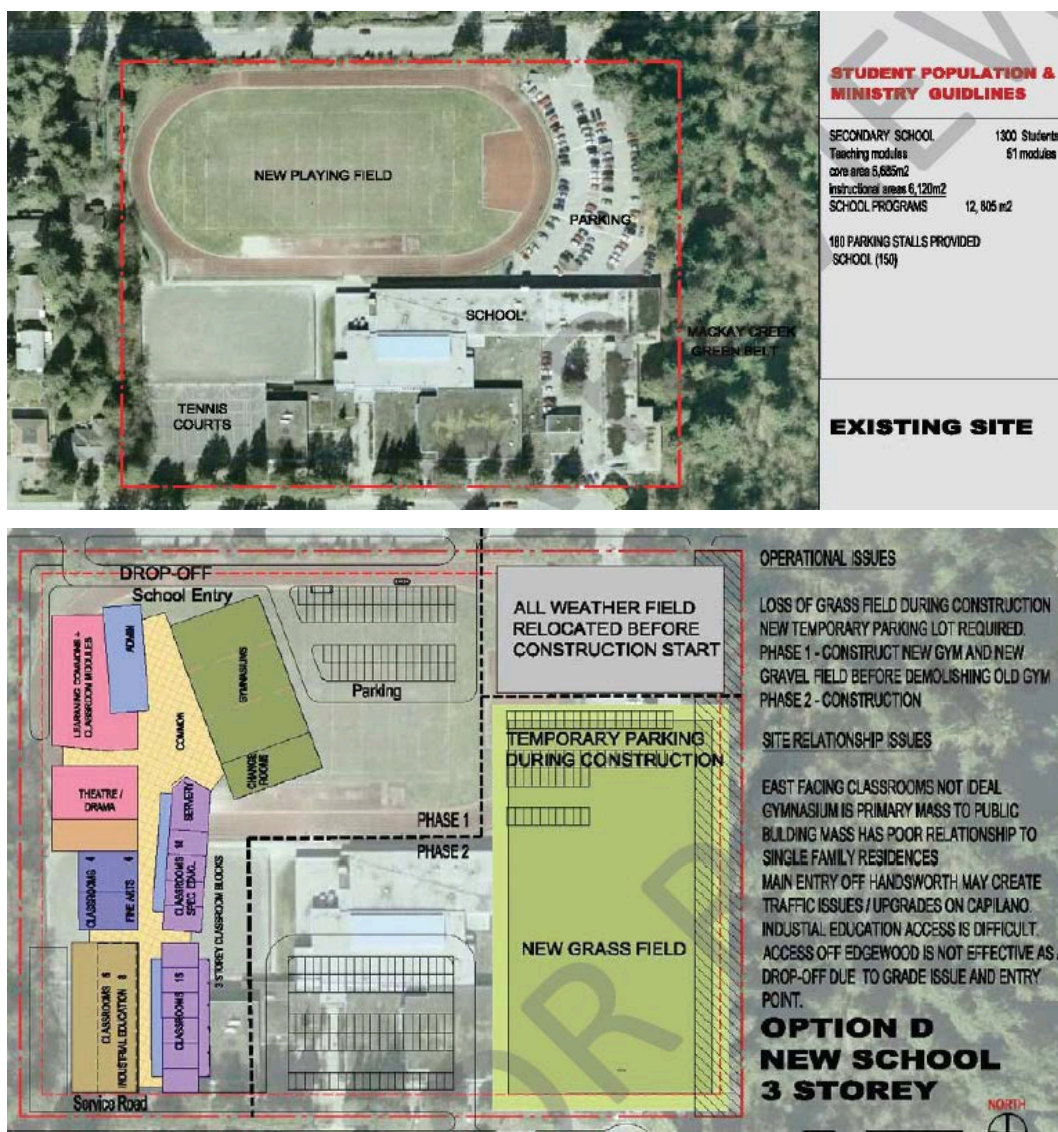 STUDENT POPULATION &
MINISTRY GUIDLINES
SECONDARY SCHOOL 1300 Students
Teaching modules 51 modules
core area 6,685m2
instructional areas 6,120m2
SCHOOL PROGRAMS 12, 805 m2
180 PARKING STALLS PROVIDED
SCHOOL (150)
NEW PLAYING FIELD
PARKING
SCHOOL
MACKAY CREEK
GREEN BELT
TENNIS
COURTS
EXISTING SITE
DROP-OFF
School Entry
ADMIN
LEARNING COMMONS +
CLASSROOM MODULES
GYMNASIUMS
COMMON
CHANGE
ROOMS
Parking
ALL WEATHER FIELD
RELOCATED BEFORE
CONSTRUCTION START
TEMPORARY PARKING
DURING CONSTRUCTION
THEATRE /
DRAMA
SERVERY
PHASE 1
PHASE 2
CLASSROOMS 4
FINE ARTS 4
CLASSROOMS 18
SPEC EDUC..
3 STOREY CLASSROOM BLOCKS
NEW GRASS FIELD
CLASSROOMS 6
INDUSTRIAL EDUCATION 8
CLASSROOMS 15
Service Road
OPERATIONAL ISSUES
LOSS OF GRASS FIELD DURING CONSTRUCTION
NEW TEMPORARY PARKING LOT REQUIRED.
PHASE 1 - CONSTRUCT NEW GYM AND NEW
GRAVEL FIELD BEFORE DEMOLISHING OLD GYM
PHASE 2 - CONSTRUCTION
SITE RELATIONSHIP ISSUES
EAST FACING CLASSROOMS NOT IDEAL
GYMNASIUM IS PRIMARY MASS TO PUBLIC
BULDING MASS HAS POOR RELATIONSHIP TO
SINGLE FAMILY RESIDENCES
MAIN ENTRY OFF HANDSWORTH MAY CREATE
TRAFFIC ISSUES / UPGRADES ON CAPILANO.
INDUSTIAL EDUCATION ACCESS IS DIFFICULT.
ACCESS OFF EDGEWOOD IS NOT EFFECTIVE AS
DROP-OFF DUE TO GRADE ISSUE AND ENTRY
POINT.
OPTION D
NEW SCHOOL
3 STOREY
NORTH